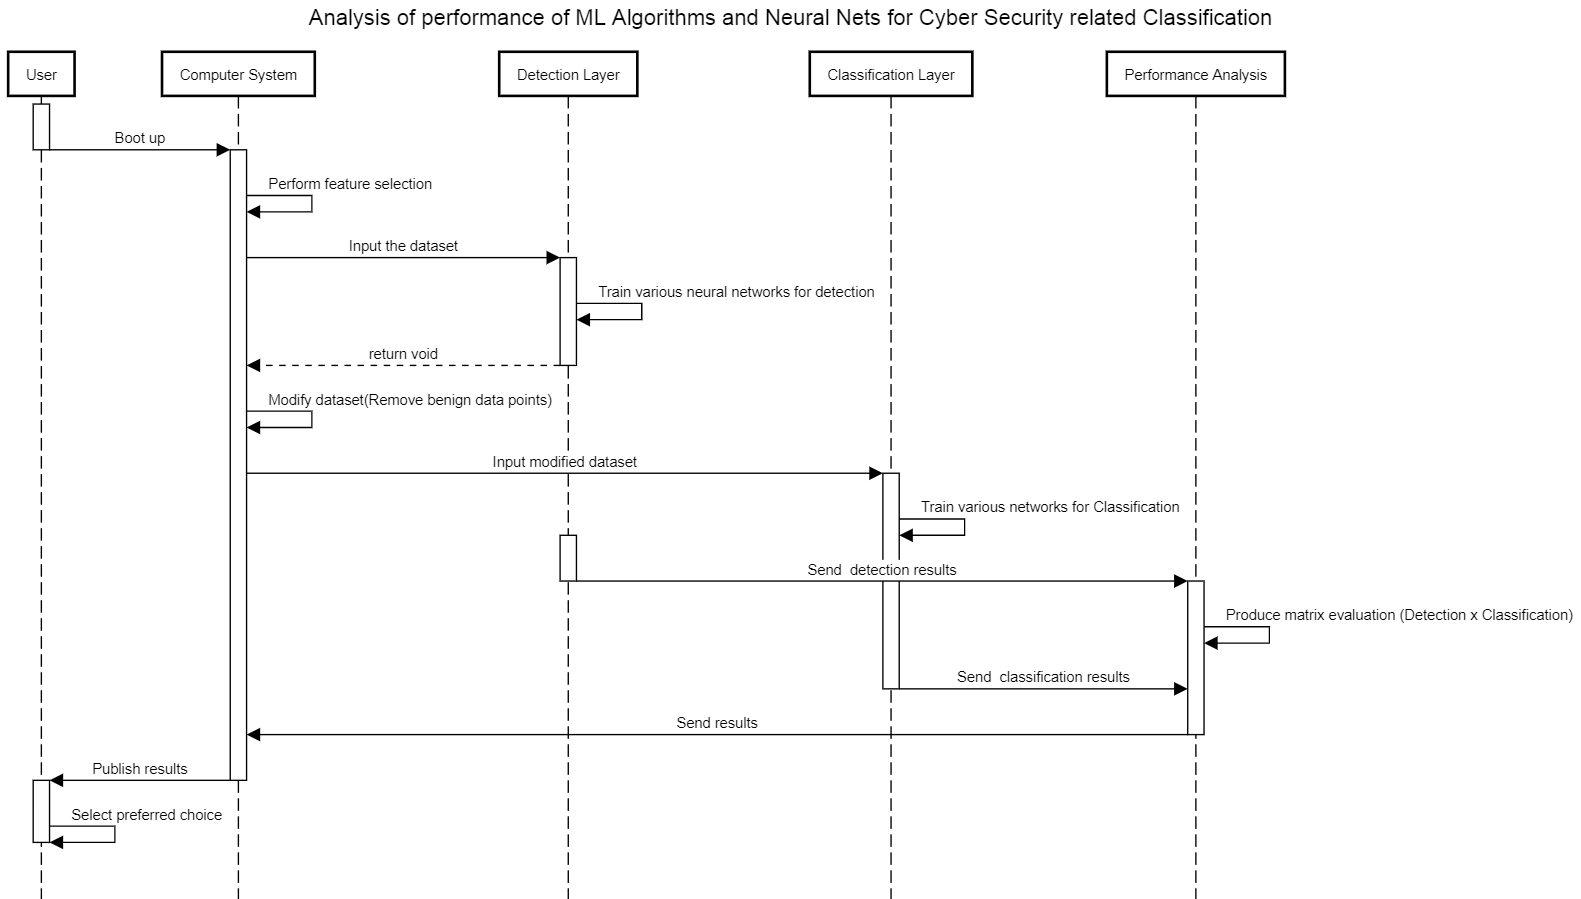 Analysis of performance of ML Algorithms and Neural Nets for Cyber Security related Classification
User
Computer System
Detection Layer
Classification Layer
Performance Analysis
Boot up
Perform feature selection
Input the dataset
Train various neural networks for detection
return void
Modify dataset(Remove benign data points)
Input modified dataset
Train various networks for Classification
Send  detection results
Produce matrix evaluation (Detection x Classification)
Send  classification results
Send results
Publish results
Select preferred choice